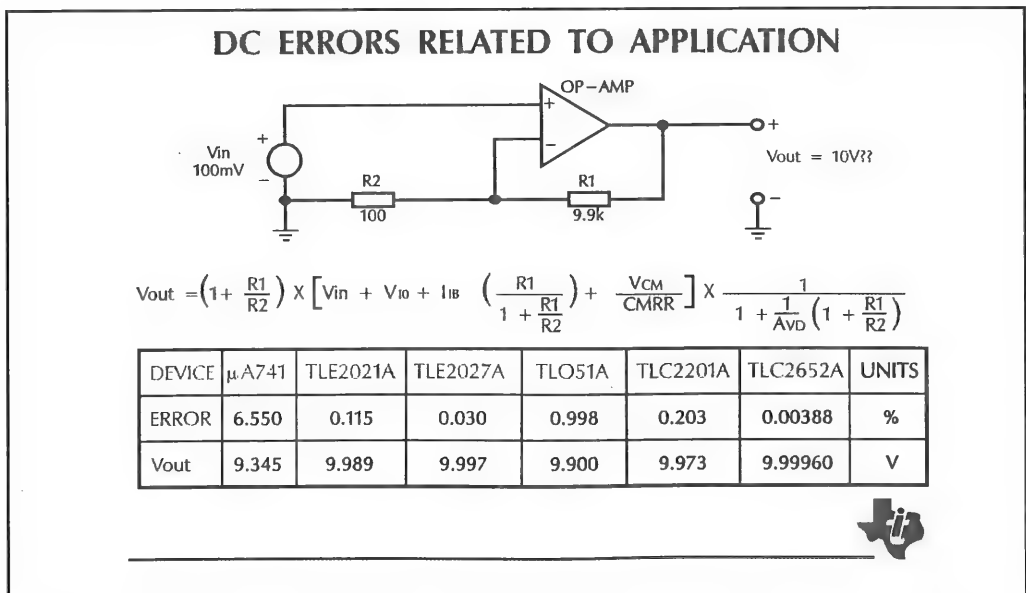 DC ERRORS RELATED TO APPLICATION
OP-AMP
+
−
Vin
100mV
+
−
R2
100
R1
9.9k
+
Vout = 10V??
−
Vout = (1+ R1/R2) X [Vin + VIO + IIB (R1/(1 + R1/R2)) + VCM/CMRR] X 1/(1 + 1/AVD (1 + R1/R2))
DEVICE μA741 TLE2021A TLE2027A TLO51A TLC2201A TLC2652A UNITS
ERROR 6.550 0.115 0.030 0.998 0.203 0.00388 %
Vout 9.345 9.989 9.997 9.900 9.973 9.99960 V